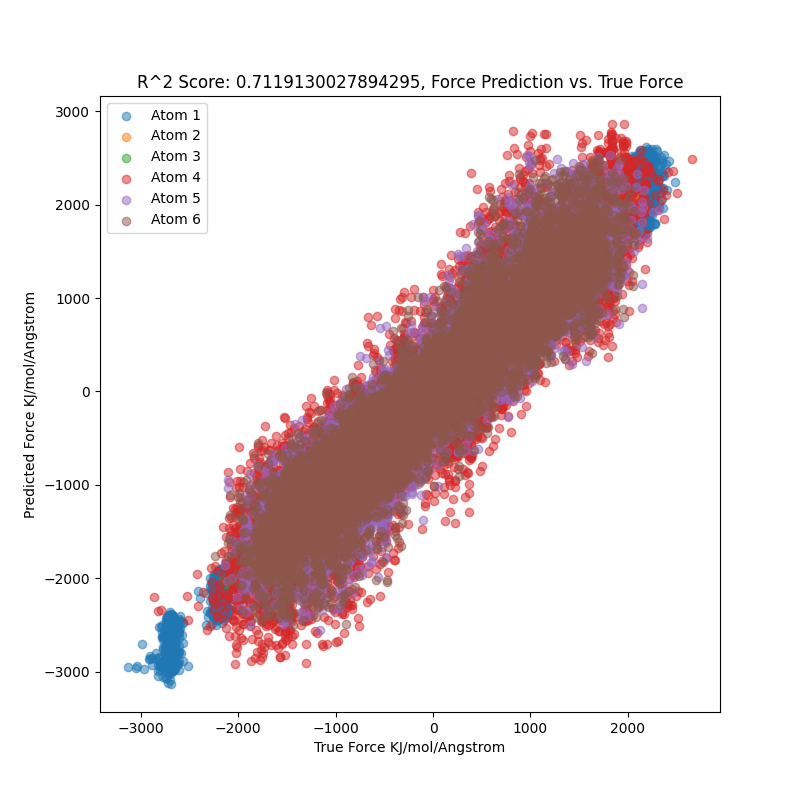 R^2 Score: 0.7119130027894295, Force Prediction vs. True Force
Atom 1
Atom 2
Atom 3
Atom 4
Atom 5
Atom 6
3000
2000
1000
0
−1000
−2000
−3000
Predicted Force KJ/mol/Angstrom
−3000 −2000 −1000 0 1000 2000
True Force KJ/mol/Angstrom